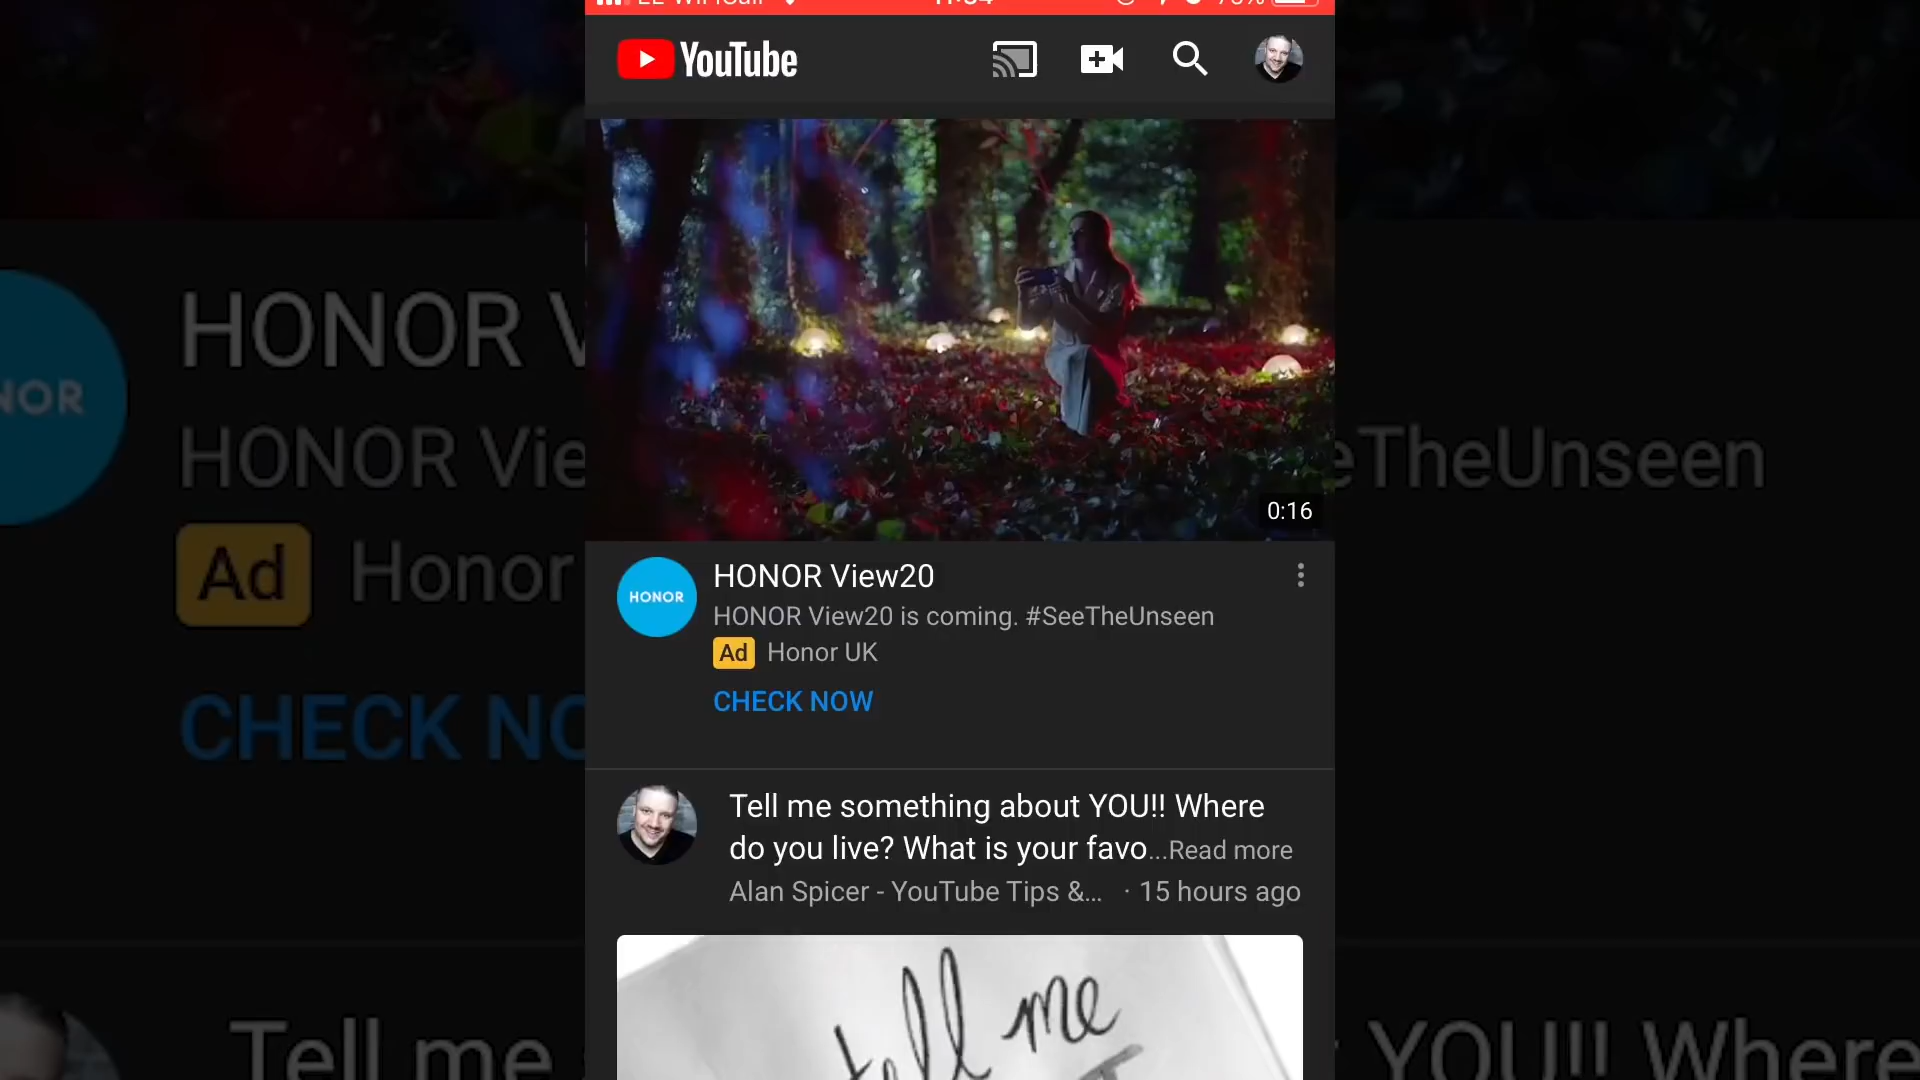 YouTube
0:16
HONOR
HONOR View20
HONOR View20 is coming. #SeeTheUnseen
Ad Honor UK
CHECK NOW
Tell me something about YOU!! Where
do you live? What is your favo...Read more
Alan Spicer - YouTube Tips &... · 15 hours ago
tell me
NOR
HONOR V
HONOR Vie
eTheUnseen
Ad Honor
CHECK NO
Tell me
YOU!! Where